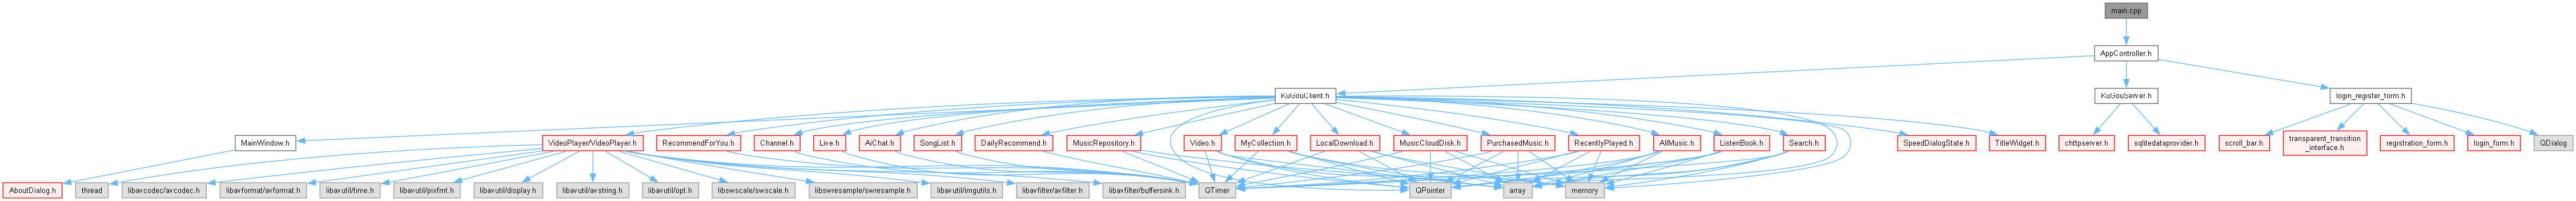 main.cpp
AppController.h
KuGouClient.h
KuGouServer.h
login_register_form.h
MainWindow.h
VideoPlayer/VideoPlayer.h
RecommendForYou.h
Channel.h
Live.h
AiChat.h
SongList.h
DailyRecommend.h
MusicRepository.h
Video.h
MyCollection.h
LocalDownload.h
MusicCloudDisk.h
PurchasedMusic.h
RecentlyPlayed.h
AllMusic.h
ListenBook.h
Search.h
SpeedDialogState.h
TitleWidget.h
chttpserver.h
sqlitedataprovider.h
scroll_bar.h
transparent_transition
_interface.h
registration_form.h
login_form.h
QDialog
AboutDialog.h
thread
libavcodec/avcodec.h
libavformat/avformat.h
libavutil/time.h
libavutil/pixfmt.h
libavutil/display.h
libavutil/avstring.h
libavutil/opt.h
libswscale/swscale.h
libswresample/swresample.h
libavutil/imgutils.h
libavfilter/avfilter.h
libavfilter/buffersink.h
QTimer
QPointer
array
memory